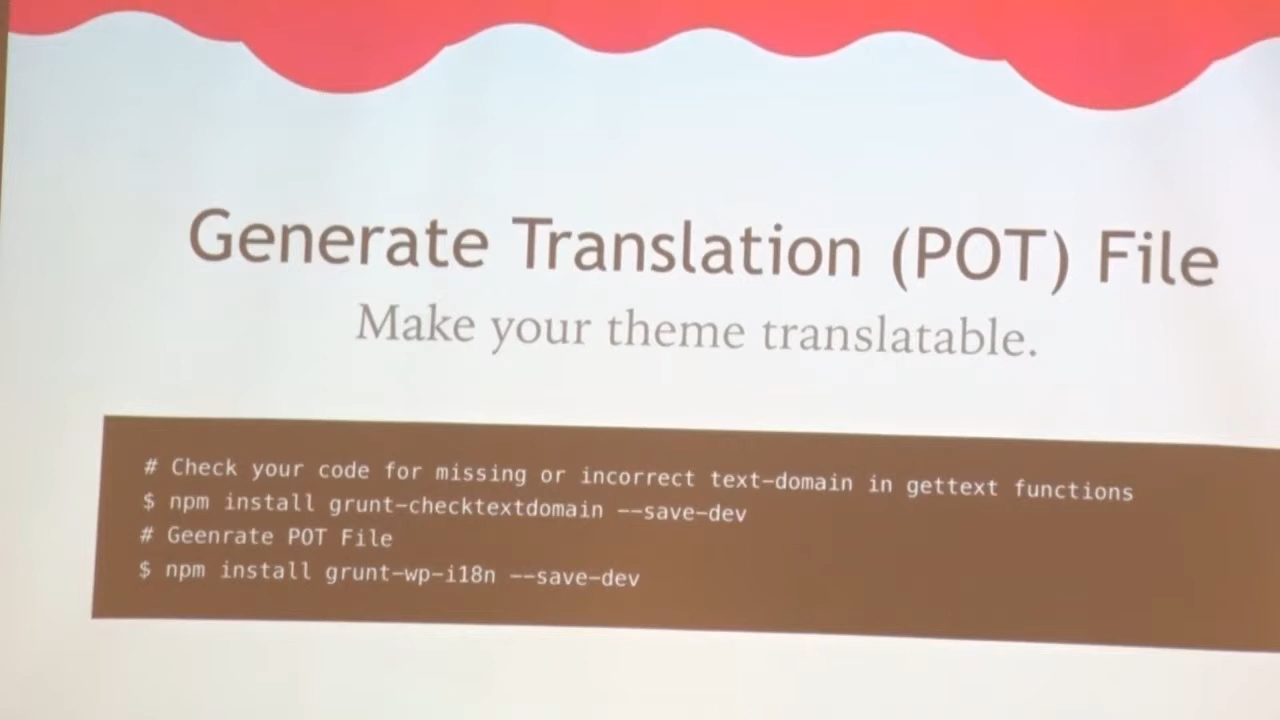 Generate Translation (POT) File
Make your theme translatable.
# Check your code for missing or incorrect text-domain in gettext functions
$ npm install grunt-checktextdomain --save-dev
# Geenrate POT File
$ npm install grunt-wp-i18n --save-dev